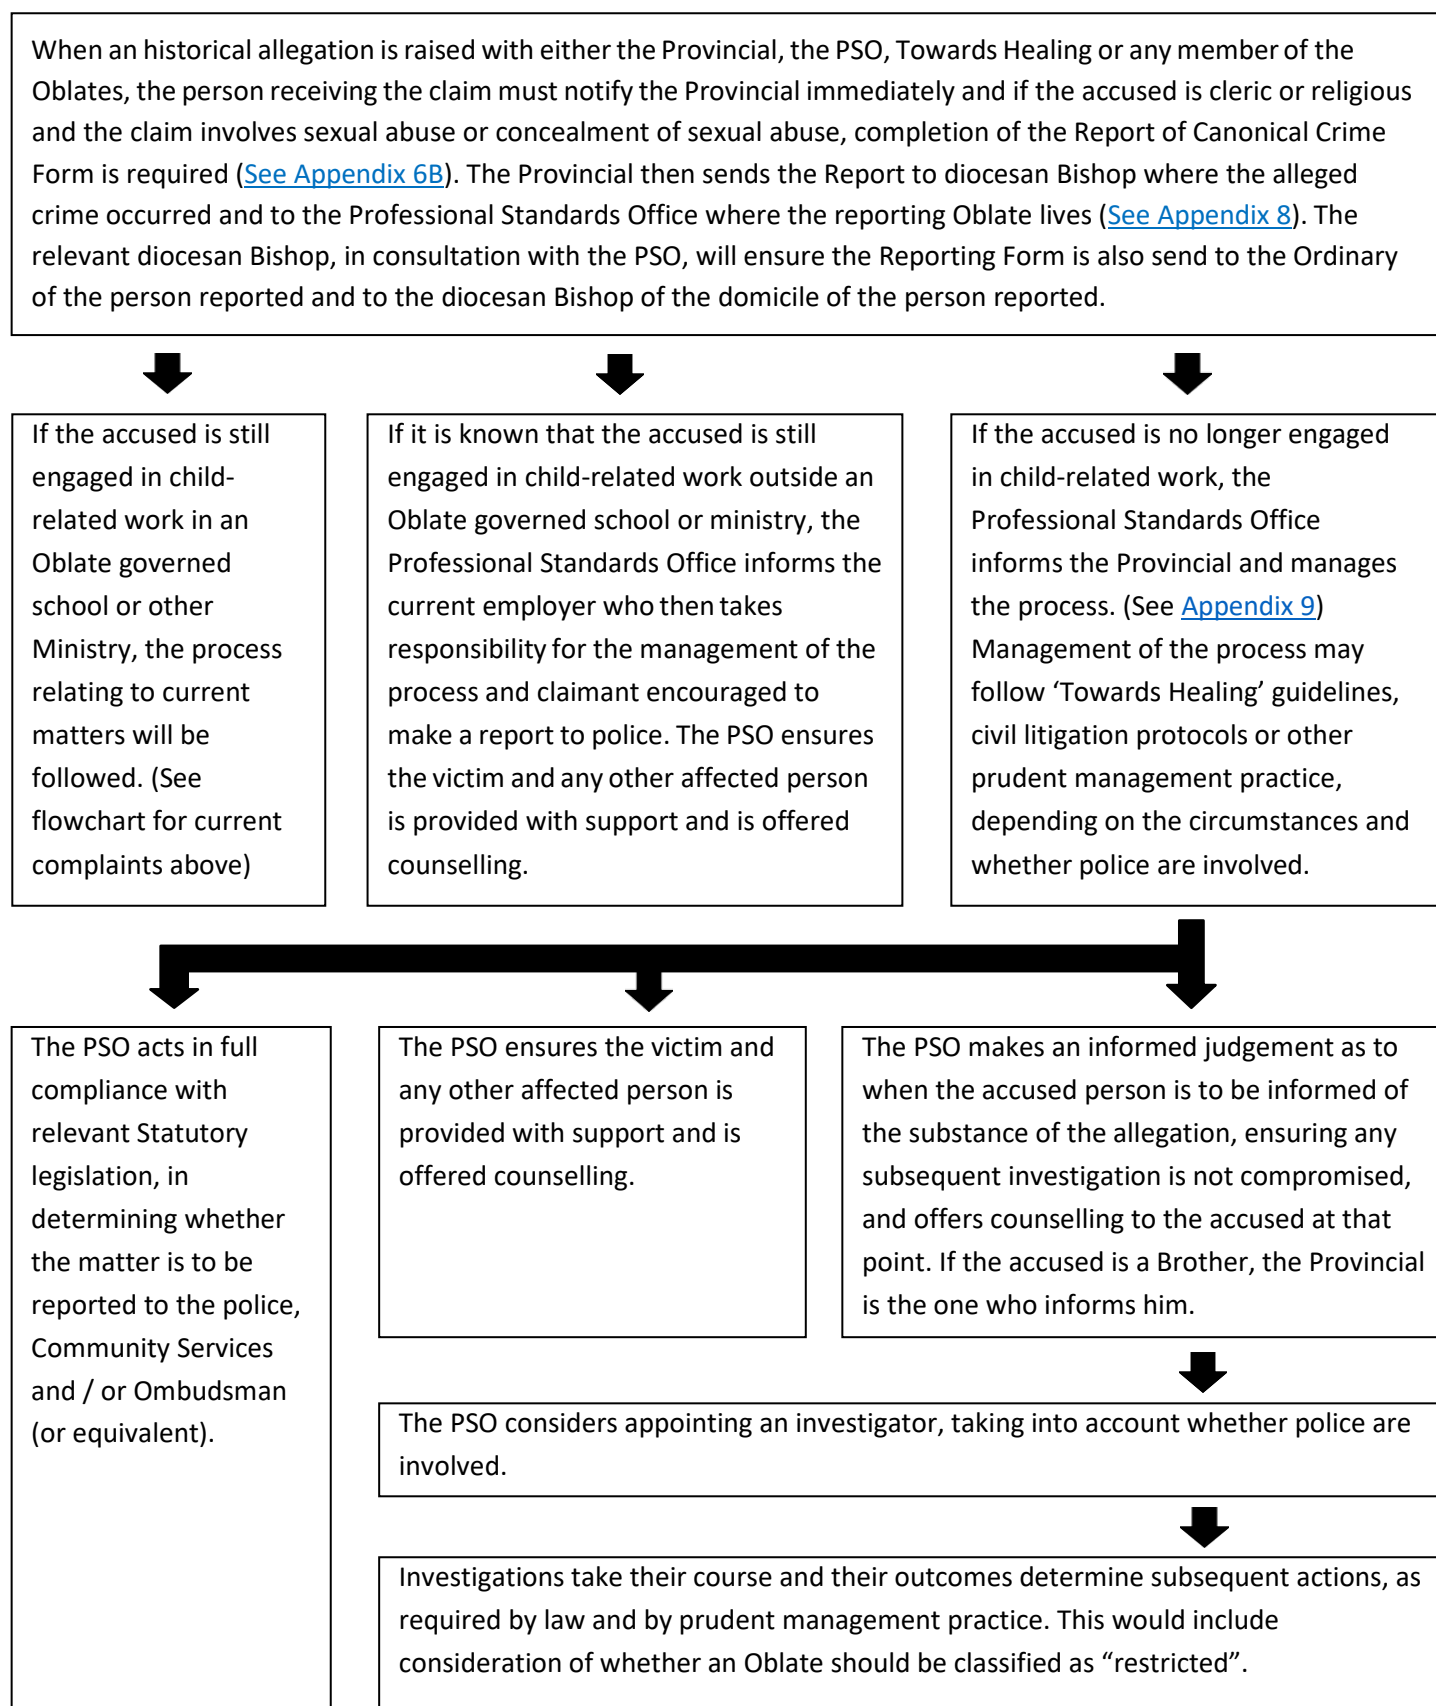 When an historical allegation is raised with either the Provincial, the PSO, Towards Healing or any member of the
Oblates, the person receiving the claim must notify the Provincial immediately and if the accused is cleric or religious
and the claim involves sexual abuse or concealment of sexual abuse, completion of the Report of Canonical Crime
Form is required (See Appendix 6B). The Provincial then sends the Report to diocesan Bishop where the alleged
crime occurred and to the Professional Standards Office where the reporting Oblate lives (See Appendix 8). The
relevant diocesan Bishop, in consultation with the PSO, will ensure the Reporting Form is also send to the Ordinary
of the person reported and to the diocesan Bishop of the domicile of the person reported.
If the accused is still
engaged in child-
related work in an
Oblate governed
school or other
Ministry, the process
relating to current
matters will be
followed. (See
flowchart for current
complaints above)
If it is known that the accused is still
engaged in child-related work outside an
Oblate governed school or ministry, the
Professional Standards Office informs the
current employer who then takes
responsibility for the management of the
process and claimant encouraged to
make a report to police. The PSO ensures
the victim and any other affected person
is provided with support and is offered
counselling.
If the accused is no longer engaged
in child-related work, the
Professional Standards Office
informs the Provincial and manages
the process. (See Appendix 9)
Management of the process may
follow ‘Towards Healing’ guidelines,
civil litigation protocols or other
prudent management practice,
depending on the circumstances and
whether police are involved.
The PSO acts in full
compliance with
relevant Statutory
legislation, in
determining whether
the matter is to be
reported to the police,
Community Services
and / or Ombudsman
(or equivalent).
The PSO ensures the victim and
any other affected person is
provided with support and is
offered counselling.
The PSO makes an informed judgement as to
when the accused person is to be informed of
the substance of the allegation, ensuring any
subsequent investigation is not compromised,
and offers counselling to the accused at that
point. If the accused is a Brother, the Provincial
is the one who informs him.
The PSO considers appointing an investigator, taking into account whether police are
involved.
Investigations take their course and their outcomes determine subsequent actions, as
required by law and by prudent management practice. This would include
consideration of whether an Oblate should be classified as “restricted”.